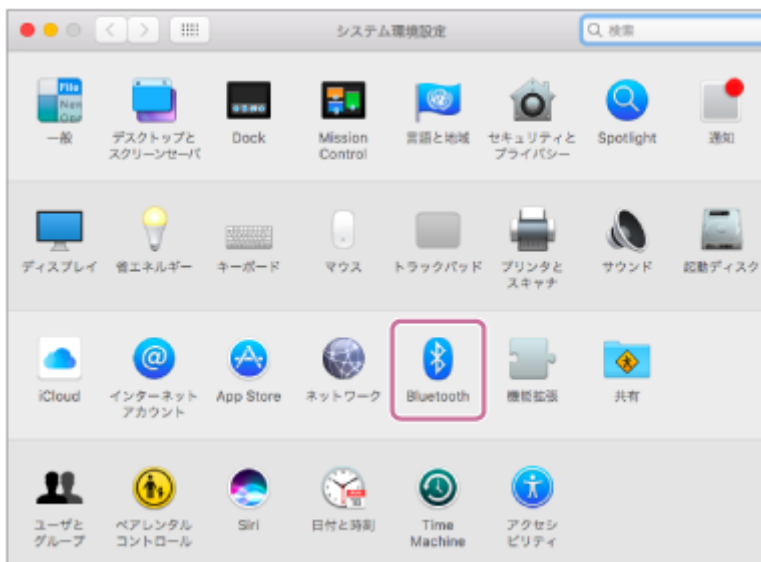 システム環境設定
検索
File
New
一般
デスクトップと
スクリーンセーバ
Dock
Mission
Control
言語と地域
セキュリティと
プライバシー
Spotlight
通知
ディスプレイ
省エネルギー
キーボード
マウス
トラックパッド
プリンタと
スキャナ
サウンド
起動ディスク
iCloud
インターネット
アカウント
App Store
ネットワーク
Bluetooth
機能拡張
共有
ユーザと
グループ
ペアレンタル
コントロール
Siri
日付と時刻
Time
Machine
アクセシ
ビリティ